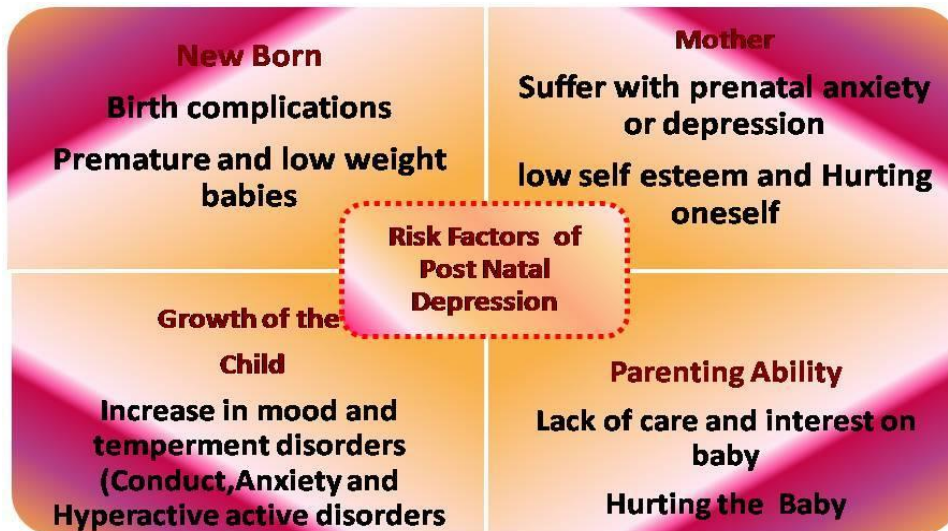 New Born
Birth complications
Premature and low weight
babies
Mother
Suffer with prenatal anxiety
or depression
low self esteem and Hurting
oneself
Risk Factors of
Post Natal
Depression
Growth of the
Child
Increase in mood and
temperment disorders
(Conduct,Anxiety and
Hyperactive active disorders
Parenting Ability
Lack of care and interest on
baby
Hurting the Baby